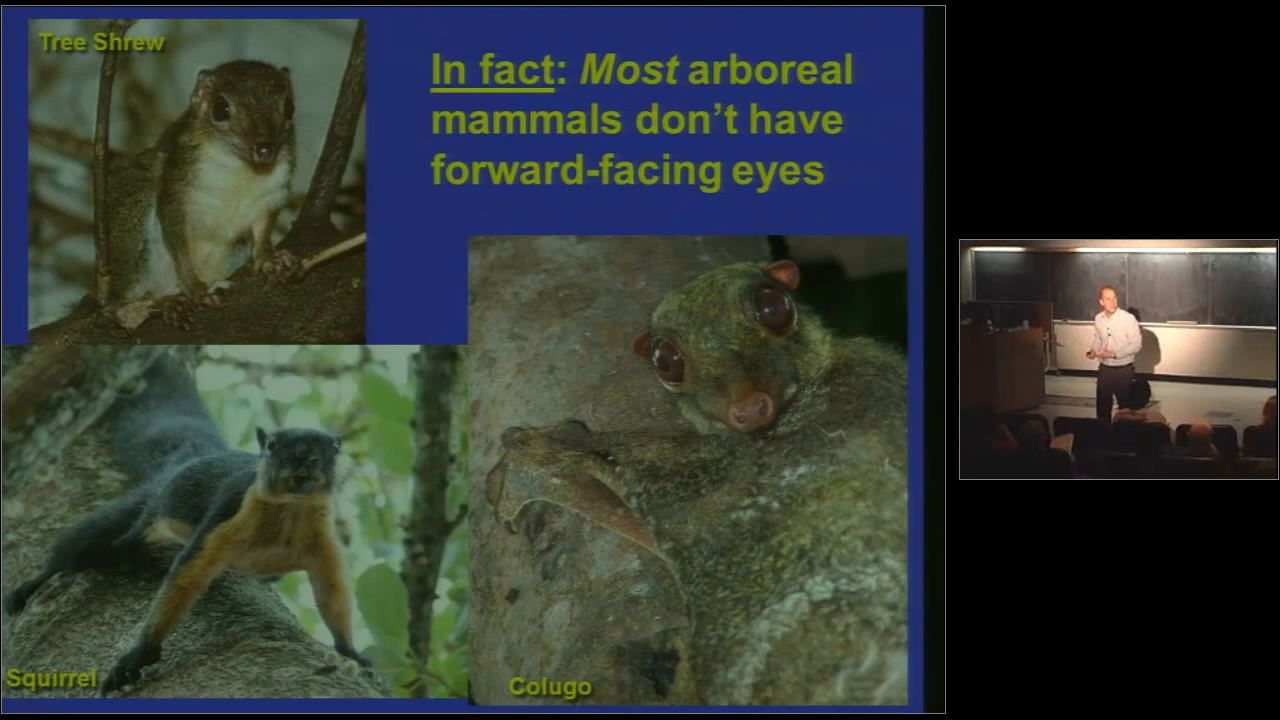 Tree Shrew
In fact: Most arboreal
mammals don't have
forward-facing eyes
Squirrel
Colugo